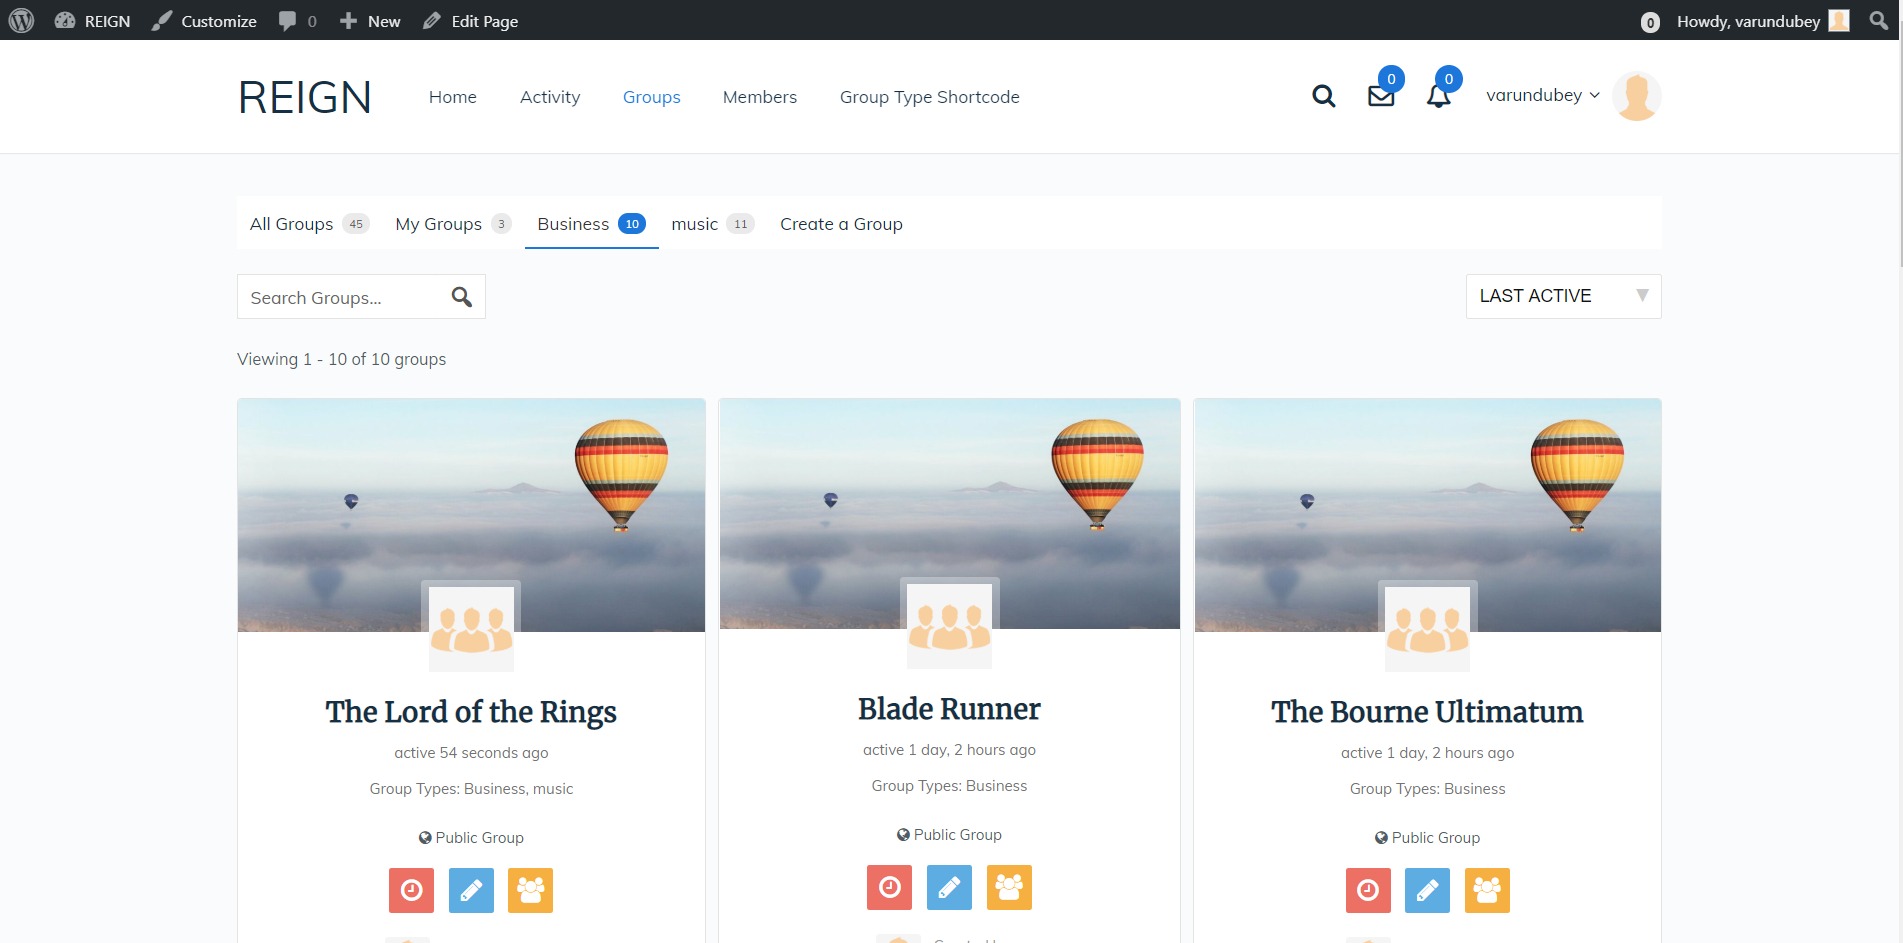 REIGN Customize 0 New Edit Page 0 Howdy, varundubey
REIGN Home Activity Groups Members Group Type Shortcode 0 0 varundubey
All Groups 45 My Groups 3 Business 10 music 11 Create a Group
Search Groups... LAST ACTIVE
Viewing 1 - 10 of 10 groups
The Lord of the Rings
active 54 seconds ago
Group Types: Business, music
Public Group
Blade Runner
active 1 day, 2 hours ago
Group Types: Business
Public Group
The Bourne Ultimatum
active 1 day, 2 hours ago
Group Types: Business
Public Group